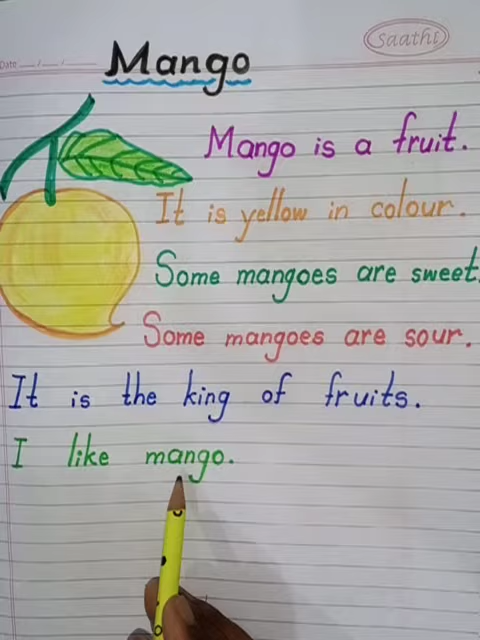 Saathi
Date
Mango
Mango is a fruit.
It is yellow in colour.
Some mangoes are sweet.
Some mangoes are sour.
It is the king of fruits.
I like mango.